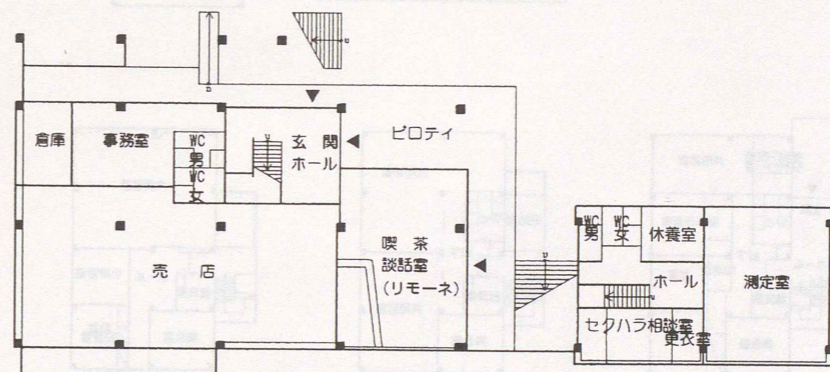 倉庫
事務室
WC
男
WC
女
玄関
ホール
ピロティ
売店
喫茶
談話室
(リモーネ)
WC
男
WC
女
休養室
ホール
測定室
セクハラ相談室
更衣室